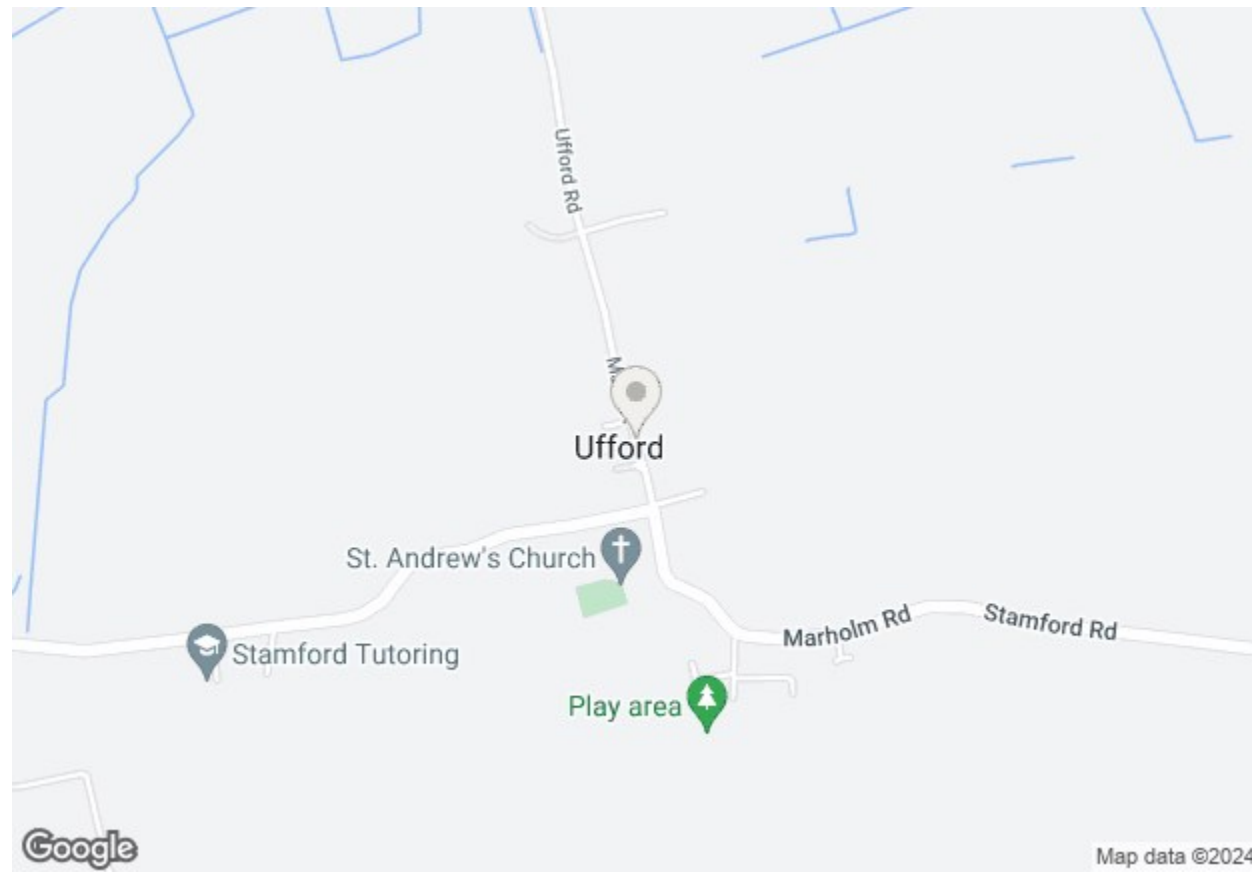 Ufford Rd
Ufford
St. Andrew's Church
Marholm Rd
Stamford Rd
Stamford Tutoring
Play area
Google
Map data ©2024